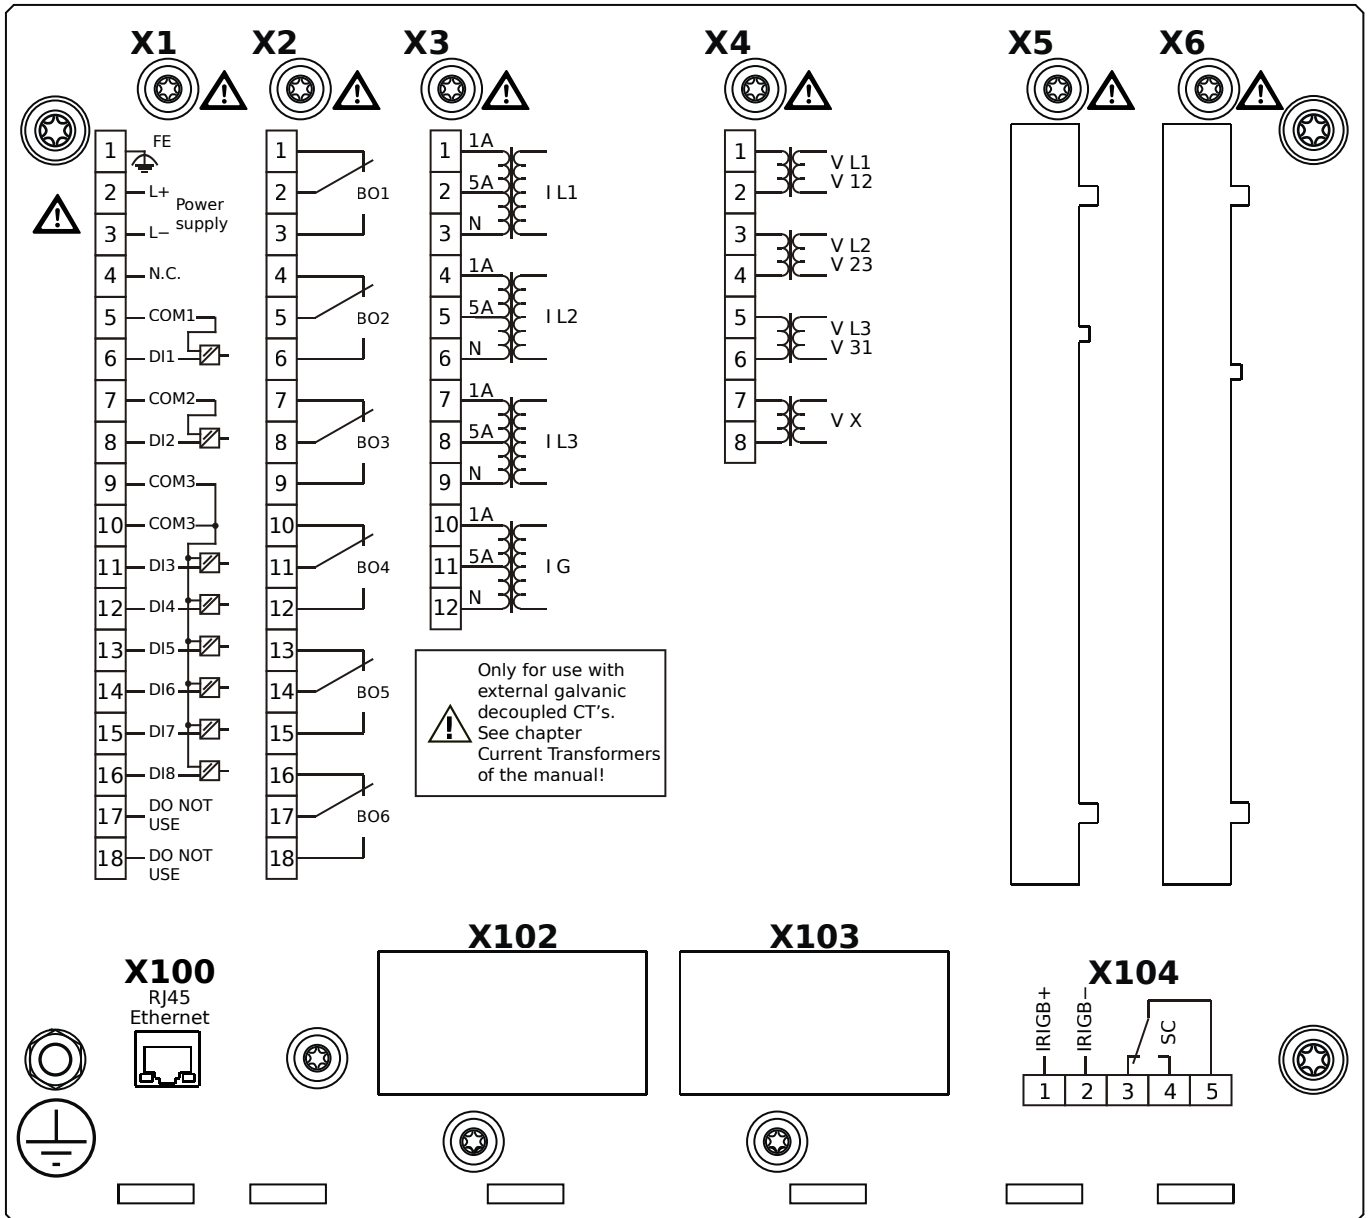 X1
X2
X3
X4
X5
X6
1 FE
2 L+
Power
supply
3 L−
4 N.C.
5 COM1
6 DI1
7 COM2
8 DI2
9 COM3
10 COM3
11 DI3
12 DI4
13 DI5
14 DI6
15 DI7
16 DI8
17 DO NOT
USE
18 DO NOT
USE
1
2 BO1
3
4
5 BO2
6
7
8 BO3
9
10
11 BO4
12
13
14 BO5
15
16
17 BO6
18
1 1A
2 5A I L1
3 N
4 1A
5 5A I L2
6 N
7 1A
8 5A I L3
9 N
10 1A
11 5A I G
12 N
Only for use with
external galvanic
decoupled CT's.
See chapter
Current Transformers
of the manual!
1 V L1
2 V 12
3 V L2
4 V 23
5 V L3
6 V 31
7 V X
8
X100
RJ45
Ethernet
X102
X103
X104
IRIGB+
IRIGB−
SC
1 2 3 4 5